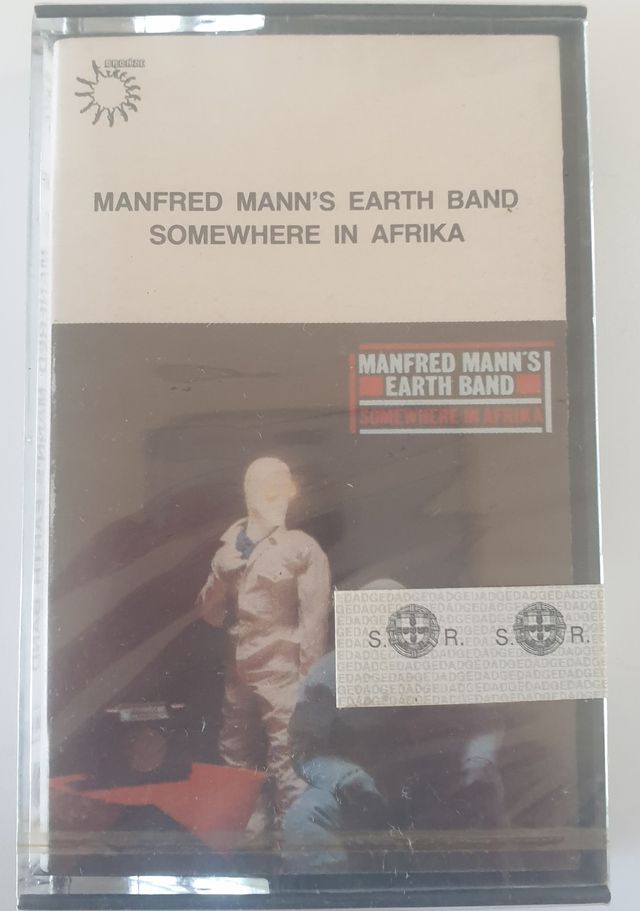 BRONZE
MANFRED MANN'S EARTH BAND
SOMEWHERE IN AFRIKA
MANFRED MANN'S
EARTH BAND
SOMEWHERE IN AFRIKA
S. R. S. R.